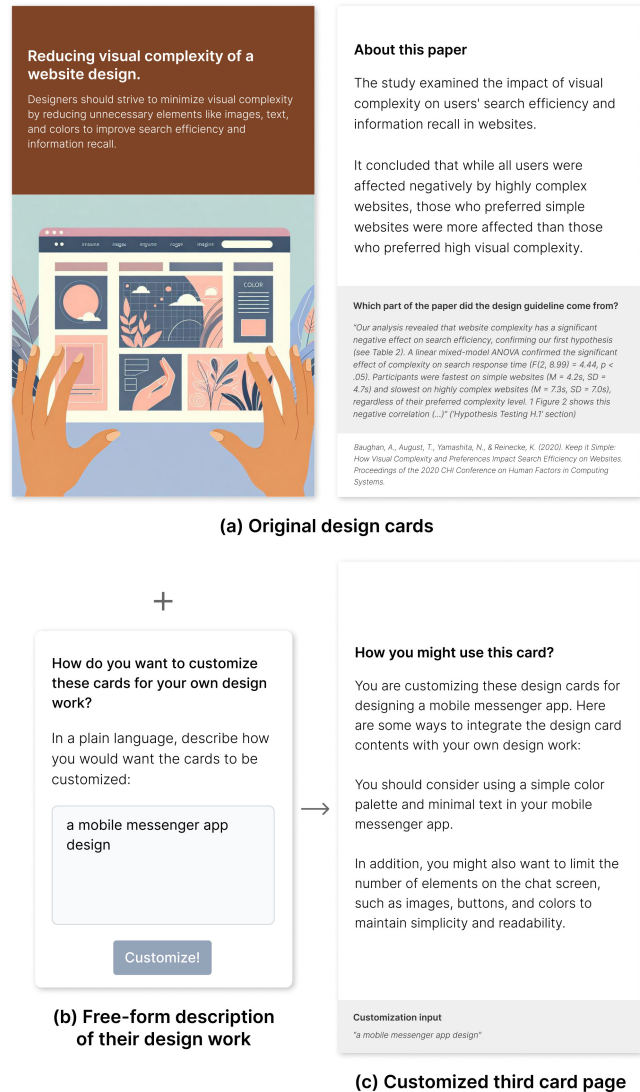 Reducing visual complexity of a
website design.
Designers should strive to minimize visual complexity
by reducing unnecessary elements like images, text,
and colors to improve search efficiency and
information recall.
COLOR
About this paper
The study examined the impact of visual
complexity on users' search efficiency and
information recall in websites.
It concluded that while all users were
affected negatively by highly complex
websites, those who preferred simple
websites were more affected than those
who preferred high visual complexity.
Which part of the paper did the design guideline come from?
"Our analysis revealed that website complexity has a significant
negative effect on search efficiency, confirming our first hypothesis
(see Table 2). A linear mixed-model ANOVA confirmed the significant
effect of complexity on search response time (F(2, 8.99) = 4.44, p <
.05). Participants were fastest on simple websites (M = 4.2s, SD =
4.7s) and slowest on highly complex websites (M = 7.3s, SD = 7.0s),
regardless of their preferred complexity level. 1 Figure 2 shows this
negative correlation (...)" ('Hypothesis Testing H.1' section)
Baughan, A., August, T., Yamashita, N., & Reinecke, K. (2020). Keep it Simple:
How Visual Complexity and Preferences Impact Search Efficiency on Websites.
Proceedings of the 2020 CHI Conference on Human Factors in Computing
Systems.
(a) Original design cards
+
How do you want to customize
these cards for your own design
work?
In a plain language, describe how
you would want the cards to be
customized:
a mobile messenger app
design
Customize!
(b) Free-form description
of their design work
How you might use this card?
You are customizing these design cards for
designing a mobile messenger app. Here
are some ways to integrate the design card
contents with your own design work:
You should consider using a simple color
palette and minimal text in your mobile
messenger app.
In addition, you might also want to limit the
number of elements on the chat screen,
such as images, buttons, and colors to
maintain simplicity and readability.
Customization input
"a mobile messenger app design"
(c) Customized third card page